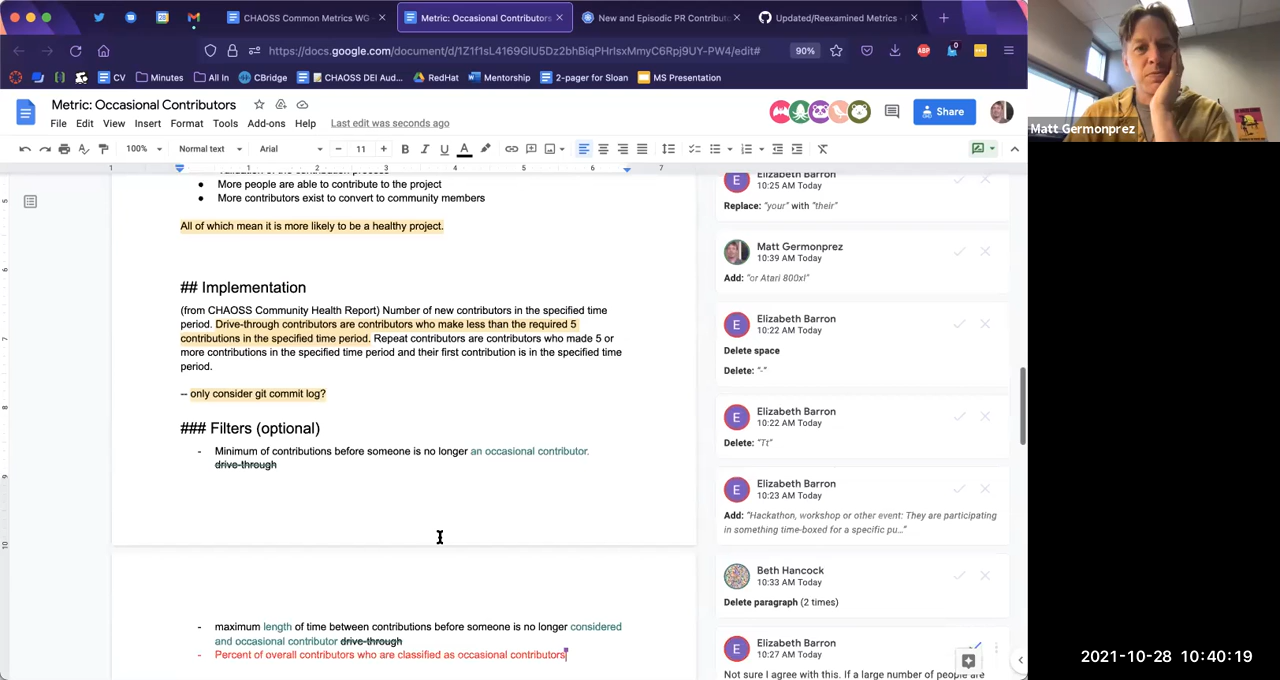 CHAOSS Common Metrics WG -
Metric: Occasional Contributors
New and Episodic PR Contribut
Updated/Reexamined Metrics -
https://docs.google.com/document/d/1Z1f1sL4169GlU5Dz2bhBiqPHrIsxMmyC6Rpj9UY-PW4/edit#
90%
CV
Minutes
All In
CBridge
CHAOSS DEI Aud...
RedHat
Mentorship
2-pager for Sloan
MS Presentation
Metric: Occasional Contributors
File Edit View Insert Format Tools Add-ons Help Last edit was seconds ago
Share
100% Normal text Arial 11
1 1 2 3 4 5 6 7
● More people are able to contribute to the project
● More contributors exist to convert to community members
All of which mean it is more likely to be a healthy project.
## Implementation
(from CHAOSS Community Health Report) Number of new contributors in the specified time
period. Drive-through contributors are contributors who make less than the required 5
contributions in the specified time period. Repeat contributors are contributors who made 5 or
more contributions in the specified time period and their first contribution is in the specified time
period.
-- only consider git commit log?
### Filters (optional)
- Minimum of contributions before someone is no longer an occasional contributor.
drive-through
- maximum length of time between contributions before someone is no longer considered
and occasional contributor drive-through
- Percent of overall contributors who are classified as occasional contributors
Elizabeth Barron
10:25 AM Today
Replace: "your" with "their"
Matt Germonprez
10:39 AM Today
Add: "or Atari 800xl"
Elizabeth Barron
10:22 AM Today
Delete space
Delete: "-"
Elizabeth Barron
10:22 AM Today
Delete: "Tt"
Elizabeth Barron
10:23 AM Today
Add: "Hackathon, workshop or other event: They are participating
in something time-boxed for a specific pu..."
Beth Hancock
10:33 AM Today
Delete paragraph (2 times)
Elizabeth Barron
10:27 AM Today
Not sure I agree with this. If a large number of people are
Matt Germonprez
2021-10-28 10:40:19